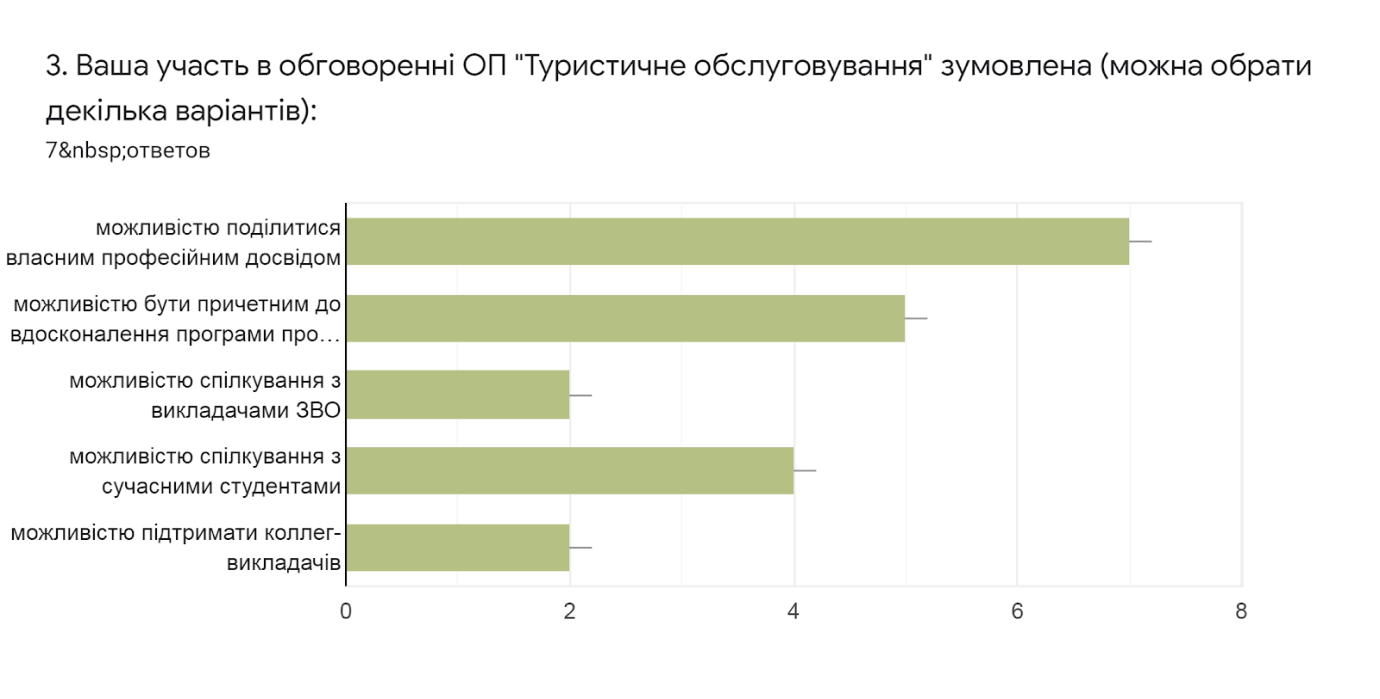 3. Ваша участь в обговоренні ОП "Туристичне обслуговування" зумовлена (можна обрати
декілька варіантів):
7&nbsp;ответов
можливістю поділитися
власним професійним досвідом
можливістю бути причетним до
вдосконалення програми про…
можливістю спілкування з
викладачами ЗВО
можливістю спілкування з
сучасними студентами
можливістю підтримати коллег-
викладачів
0 2 4 6 8